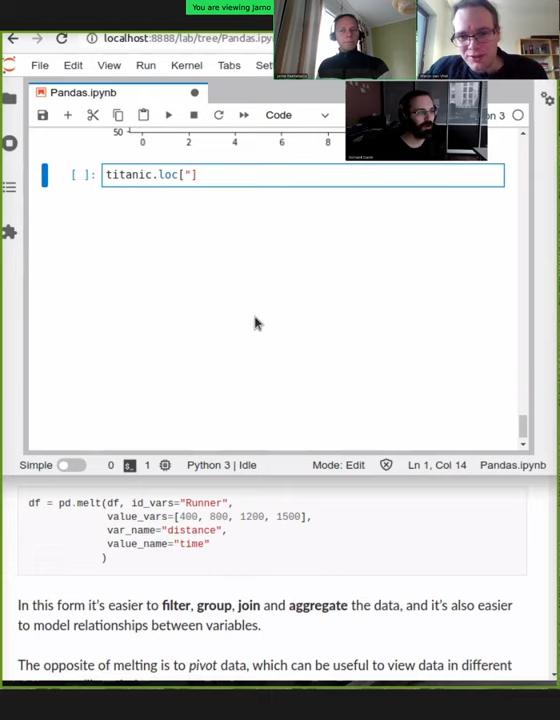 You are viewing Jarno
localhost:8888/lab/tree/Pandas.ipy
File Edit View Run Kernel Tabs Set
Pandas.ipynb
Code
n 3
50
0 2 4 6 8
[ ]: titanic.loc["]
Simple 0 $_ 1 Python 3 | Idle Mode: Edit Ln 1, Col 14 Pandas.ipynb
df = pd.melt(df, id_vars="Runner",
value_vars=[400, 800, 1200, 1500],
var_name="distance",
value_name="time"
)
In this form it's easier to filter, group, join and aggregate the data, and it's also easier
to model relationships between variables.
The opposite of melting is to pivot data, which can be useful to view data in different